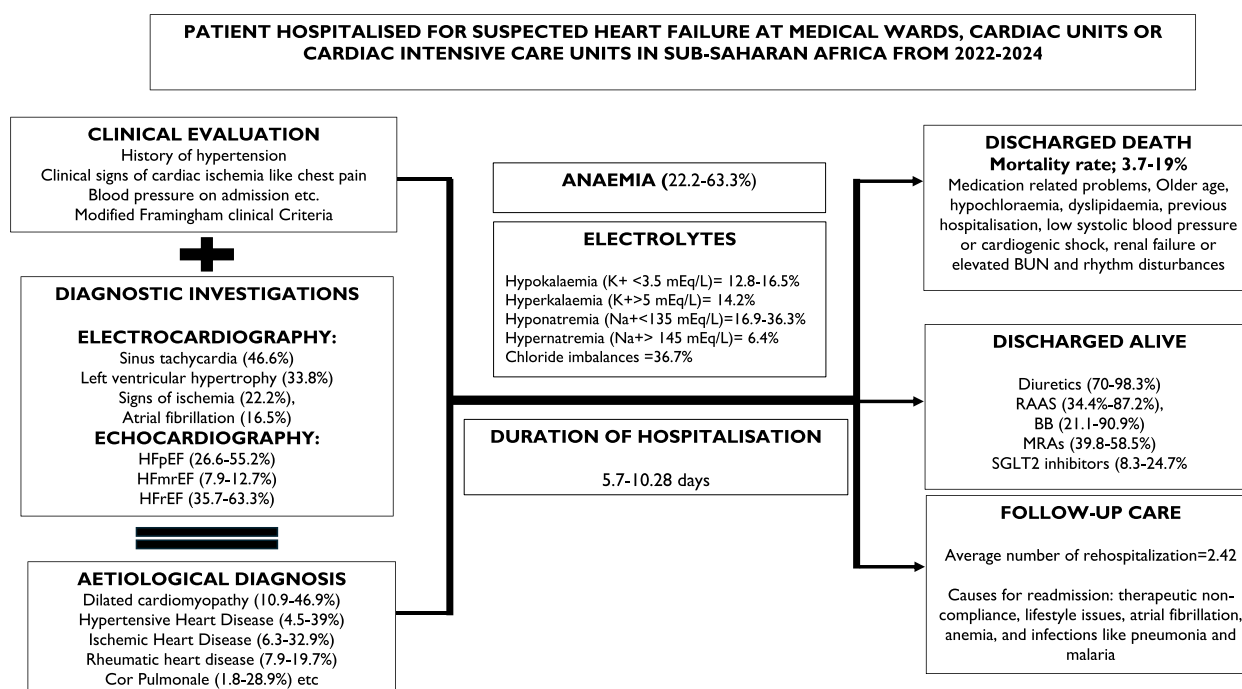 PATIENT HOSPITALISED FOR SUSPECTED HEART FAILURE AT MEDICAL WARDS, CARDIAC UNITS OR
CARDIAC INTENSIVE CARE UNITS IN SUB-SAHARAN AFRICA FROM 2022-2024
CLINICAL EVALUATION
History of hypertension
Clinical signs of cardiac ischemia like chest pain
Blood pressure on admission etc.
Modified Framingham clinical Criteria
DIAGNOSTIC INVESTIGATIONS
ELECTROCARDIOGRAPHY:
Sinus tachycardia (46.6%)
Left ventricular hypertrophy (33.8%)
Signs of ischemia (22.2%),
Atrial fibrillation (16.5%)
ECHOCARDIOGRAPHY:
HFpEF (26.6-55.2%)
HFmrEF (7.9-12.7%)
HFrEF (35.7-63.3%)
AETIOLOGICAL DIAGNOSIS
Dilated cardiomyopathy (10.9-46.9%)
Hypertensive Heart Disease (4.5-39%)
Ischemic Heart Disease (6.3-32.9%)
Rheumatic heart disease (7.9-19.7%)
Cor Pulmonale (1.8-28.9%) etc
ANAEMIA (22.2-63.3%)
ELECTROLYTES
Hypokalaemia (K+ <3.5 mEq/L)= 12.8-16.5%
Hyperkalaemia (K+>5 mEq/L)= 14.2%
Hyponatremia (Na+<135 mEq/L)=16.9-36.3%
Hypernatremia (Na+> 145 mEq/L)= 6.4%
Chloride imbalances =36.7%
DURATION OF HOSPITALISATION
5.7-10.28 days
DISCHARGED DEATH
Mortality rate; 3.7-19%
Medication related problems, Older age,
hypochloraemia, dyslipidaemia, previous
hospitalisation, low systolic blood pressure
or cardiogenic shock, renal failure or
elevated BUN and rhythm disturbances
DISCHARGED ALIVE
Diuretics (70-98.3%)
RAAS (34.4%-87.2%),
BB (21.1-90.9%)
MRAs (39.8-58.5%)
SGLT2 inhibitors (8.3-24.7%
FOLLOW-UP CARE
Average number of rehospitalization=2.42
Causes for readmission: therapeutic non-
compliance, lifestyle issues, atrial fibrillation,
anemia, and infections like pneumonia and
malaria